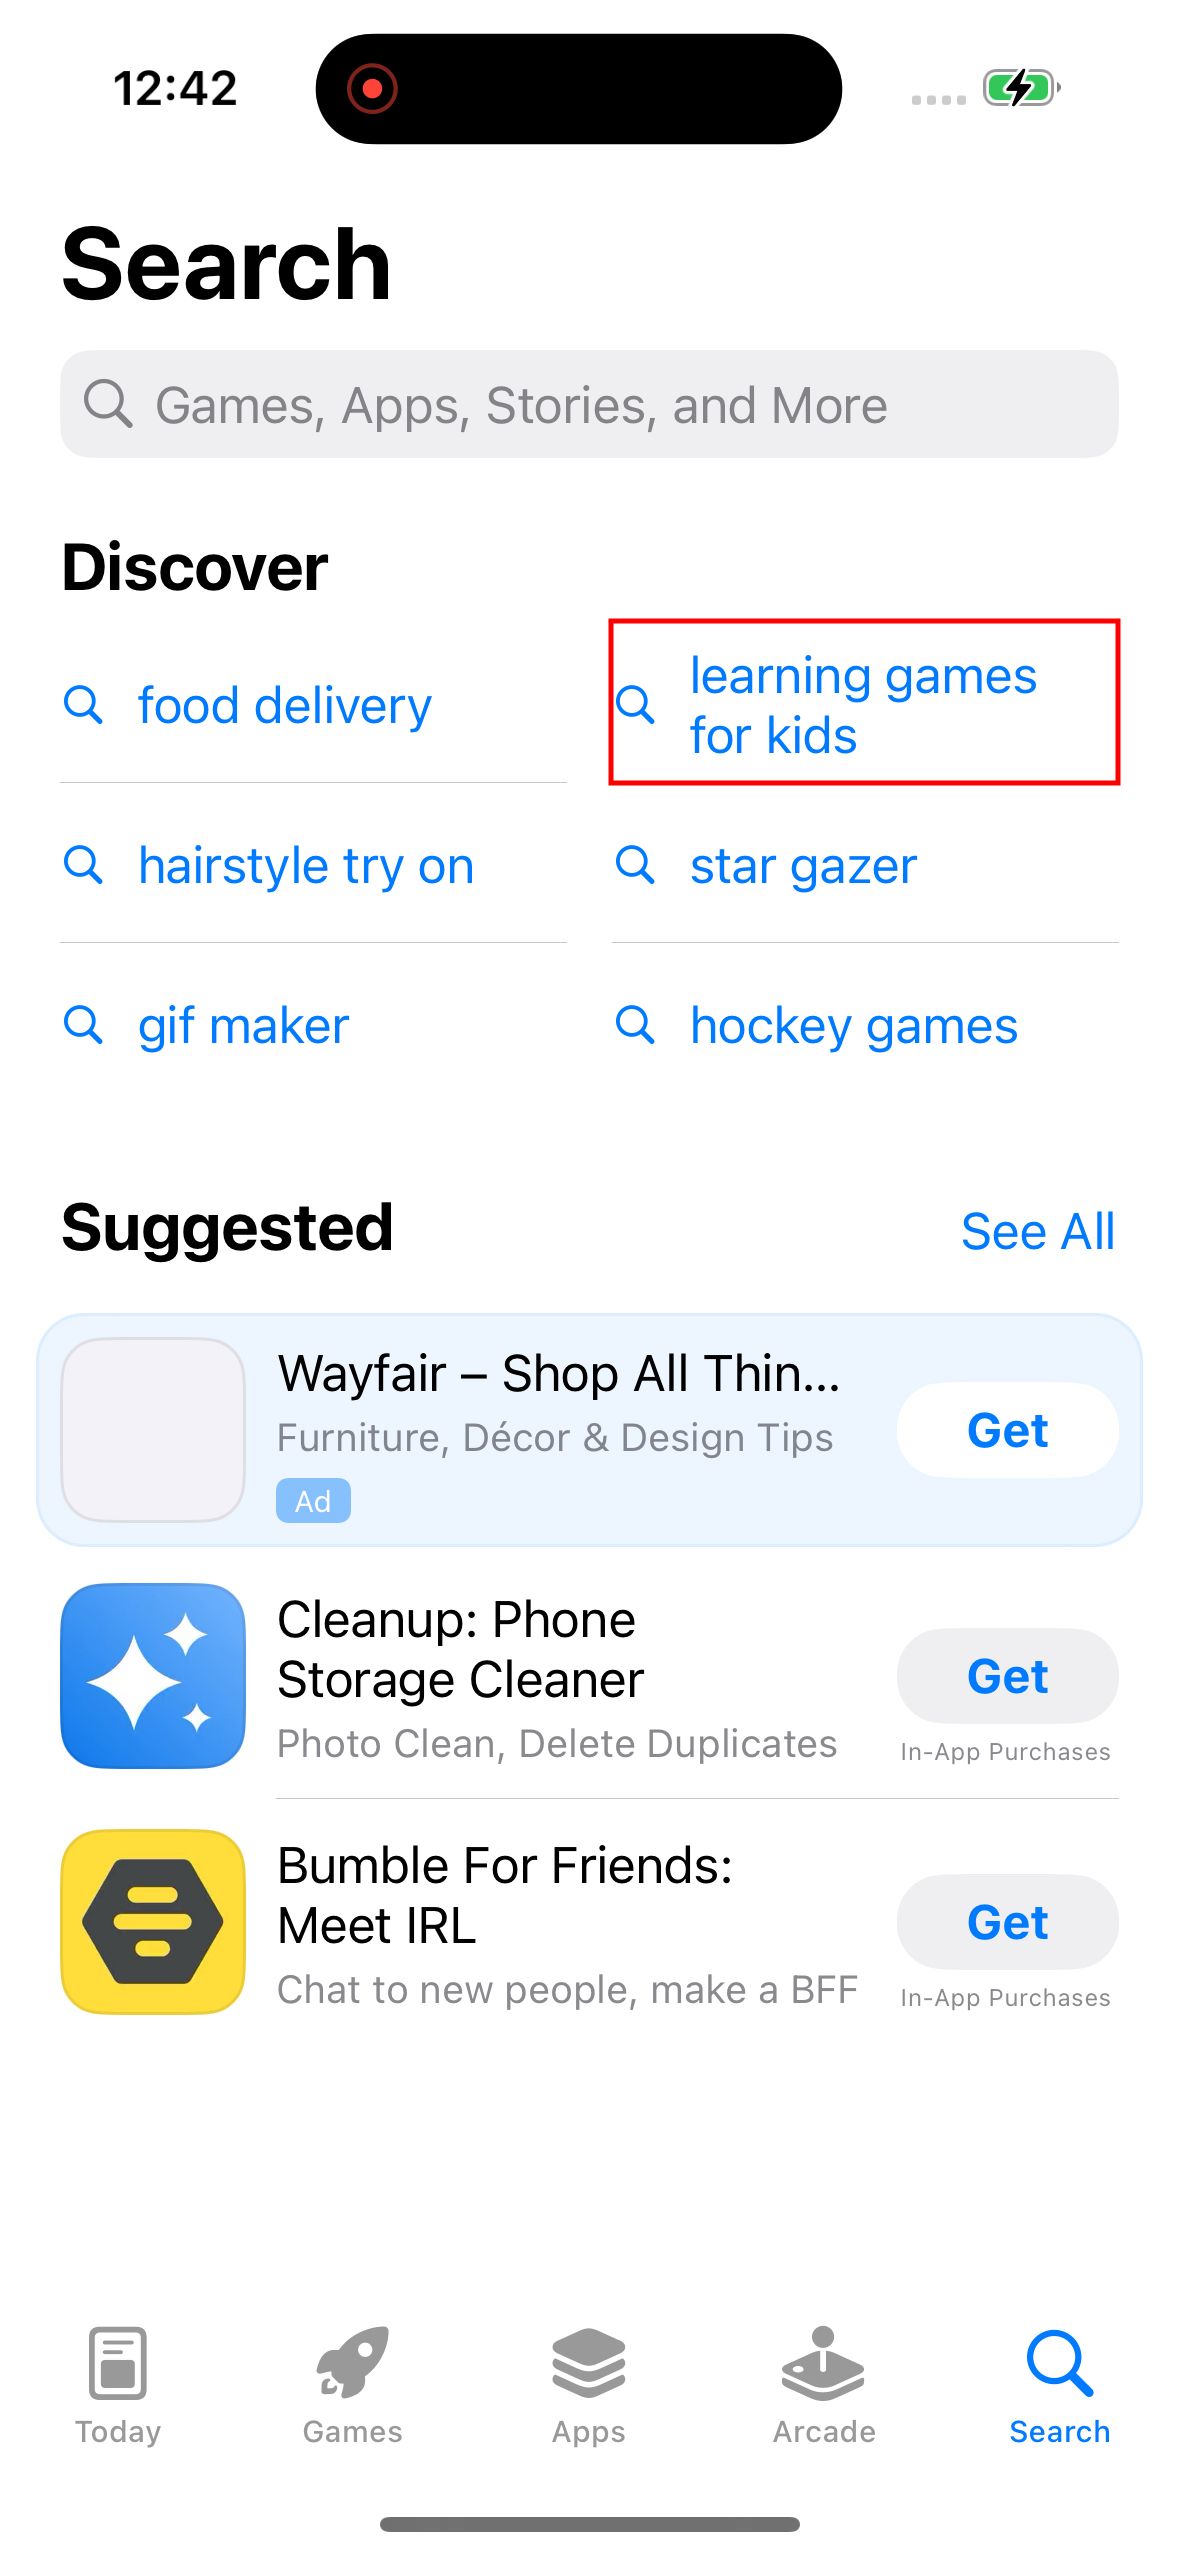 12:42
Search
Games, Apps, Stories, and More
Discover
food delivery
learning games
for kids
hairstyle try on
star gazer
gif maker
hockey games
Suggested
See All
Wayfair – Shop All Thin...
Furniture, Décor & Design Tips
Ad
Get
Cleanup: Phone
Storage Cleaner
Photo Clean, Delete Duplicates
Get
In-App Purchases
Bumble For Friends:
Meet IRL
Chat to new people, make a BFF
Get
In-App Purchases
Today
Games
Apps
Arcade
Search